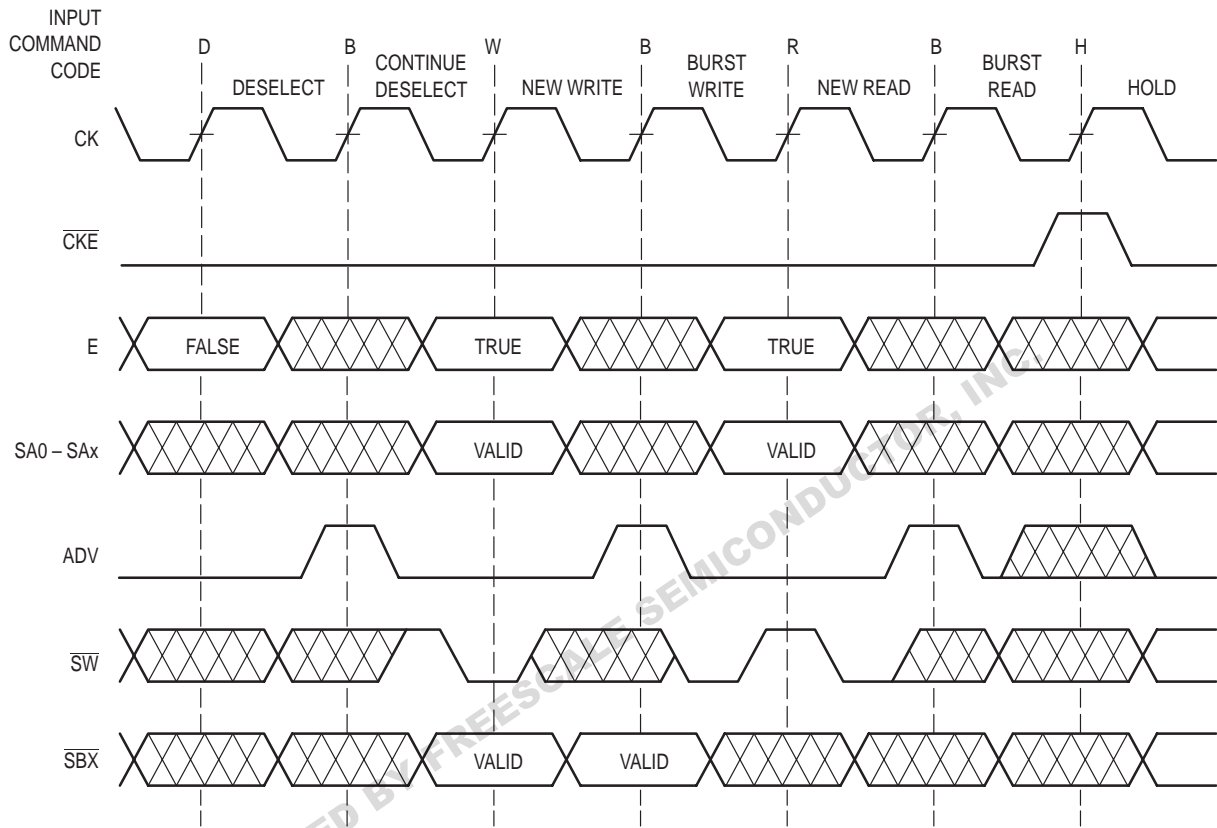 INPUT
COMMAND
CODE
D B W B R B H
DESELECT
CONTINUE
DESELECT
NEW WRITE
BURST
WRITE
NEW READ
BURST
READ
HOLD
CK
CKE
E FALSE TRUE TRUE
SA0 – SAx VALID VALID
ADV
SW
SBX VALID VALID
BY FREESCALE SEMICONDUCTOR, INC.